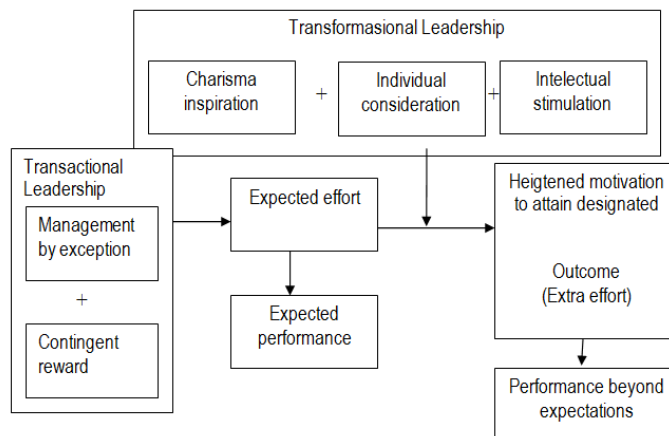 Transformasional Leadership
Charisma
inspiration
+
Individual
consideration
+
Intelectual
stimulation
Transactional
Leadership
Management
by exception
+
Contingent
reward
Expected effort
Expected
performance
Heigtened motivation
to attain designated
Outcome
(Extra effort)
Performance beyond
expectations